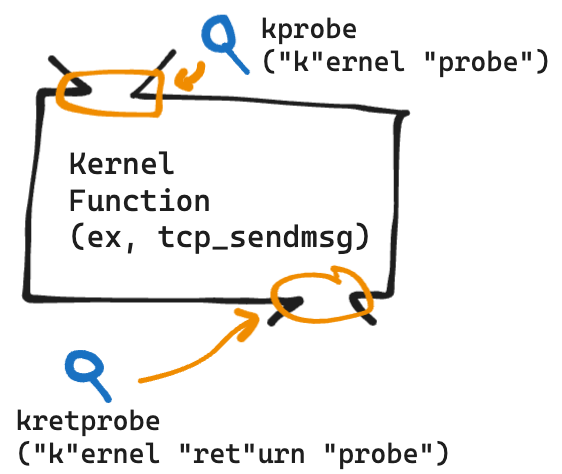 kprobe
("k"ernel "probe")
Kernel
Function
(ex, tcp_sendmsg)
kretprobe
("k"ernel "ret"urn "probe")